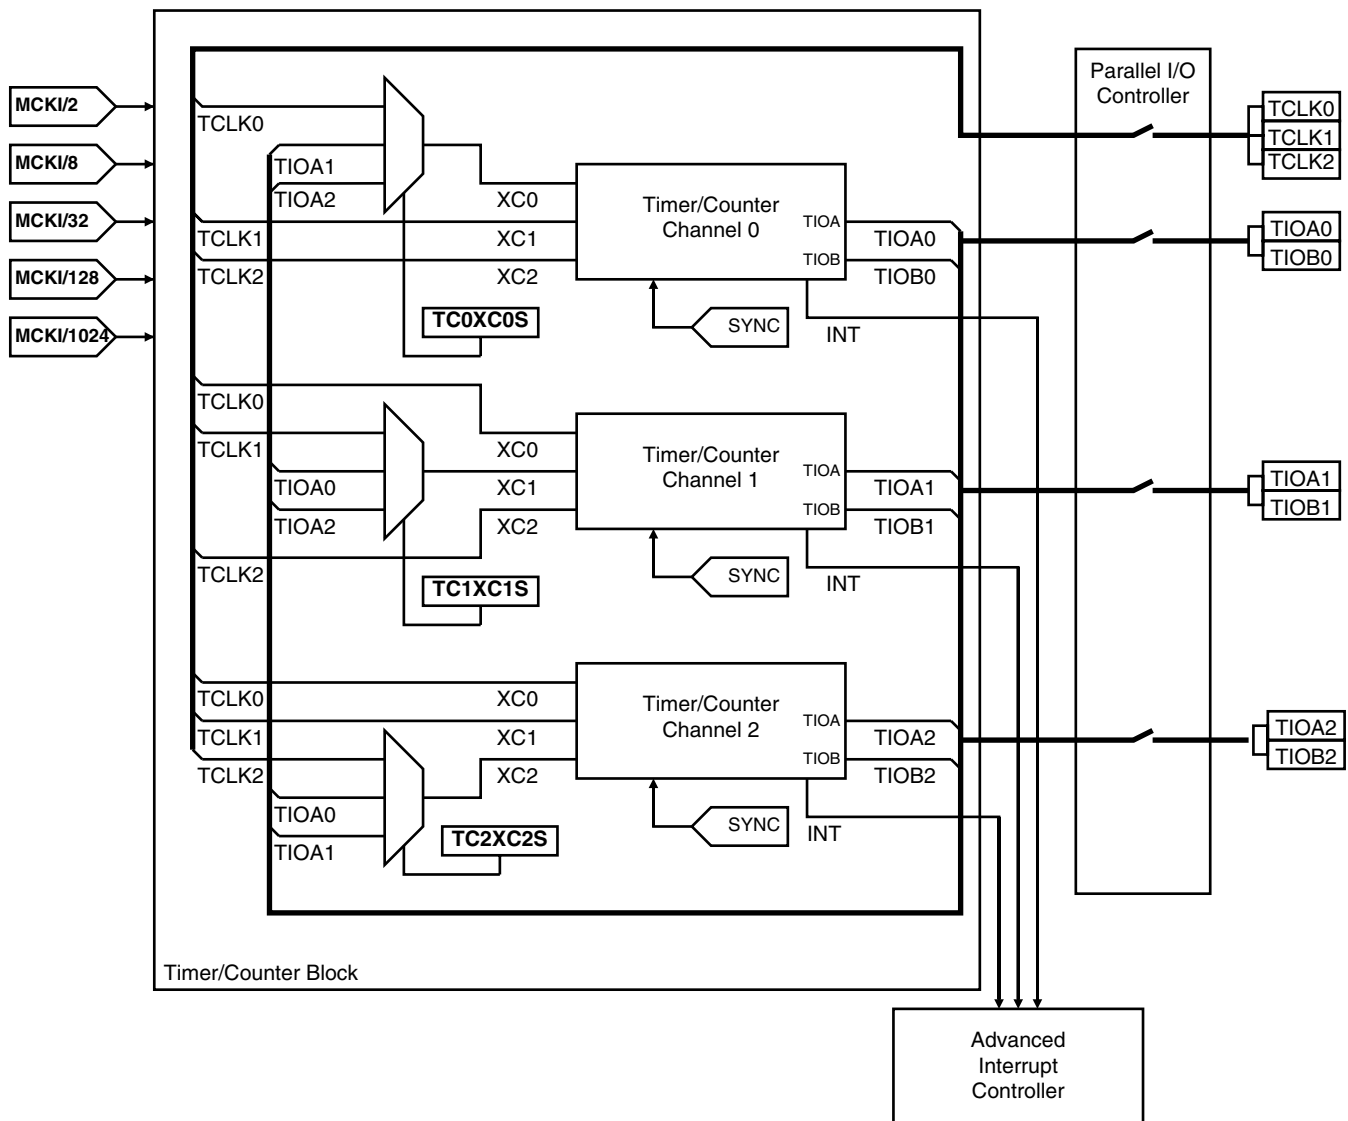 MCKI/2
MCKI/8
MCKI/32
MCKI/128
MCKI/1024
TCLK0
TIOA1
TIOA2
TCLK1
TCLK2
XC0
XC1
XC2
TC0XC0S
Timer/Counter
Channel 0
TIOA
TIOB
TIOA0
TIOB0
SYNC
INT
TCLK0
TCLK1
TIOA0
TIOA2
TCLK2
XC0
XC1
XC2
TC1XC1S
Timer/Counter
Channel 1
TIOA
TIOB
TIOA1
TIOB1
SYNC
INT
TCLK0
TCLK1
TCLK2
TIOA0
TIOA1
XC0
XC1
XC2
TC2XC2S
Timer/Counter
Channel 2
TIOA
TIOB
TIOA2
TIOB2
SYNC
INT
Timer/Counter Block
Parallel I/O
Controller
TCLK0
TCLK1
TCLK2
TIOA0
TIOB0
TIOA1
TIOB1
TIOA2
TIOB2
Advanced
Interrupt
Controller